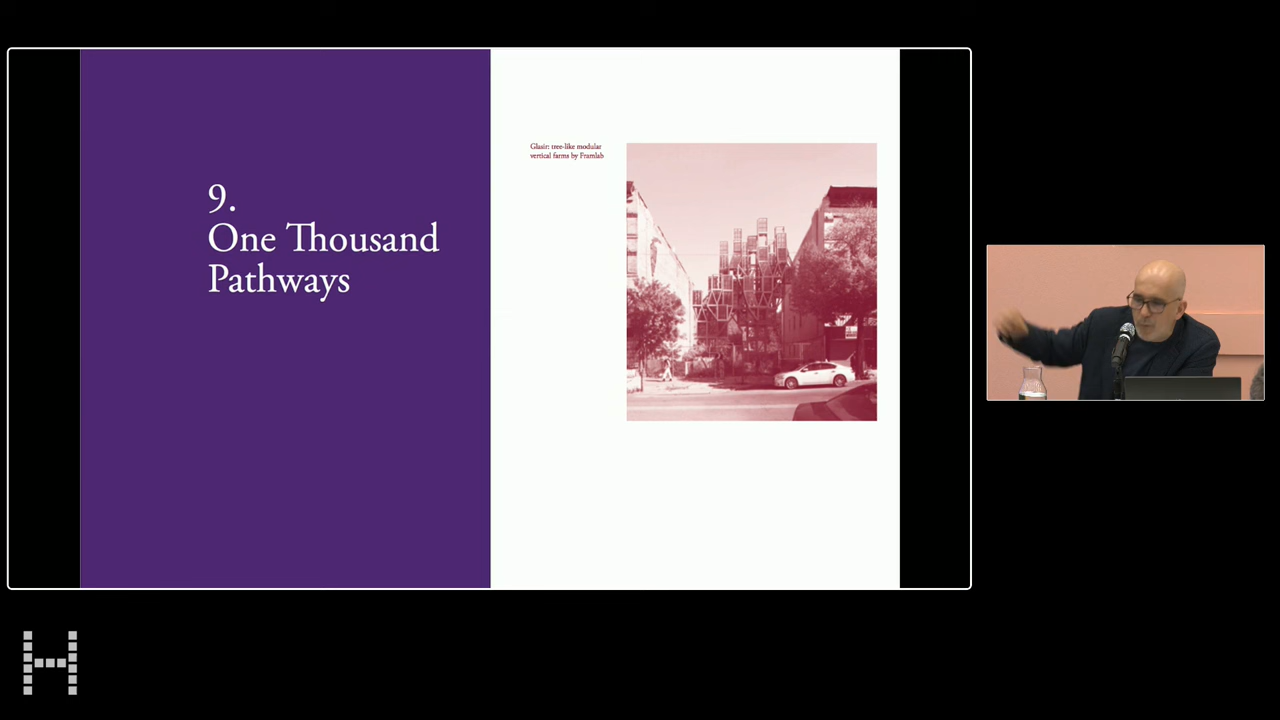 9.
One Thousand
Pathways
Glasir: tree-like modular
vertical farms by Framlab
H